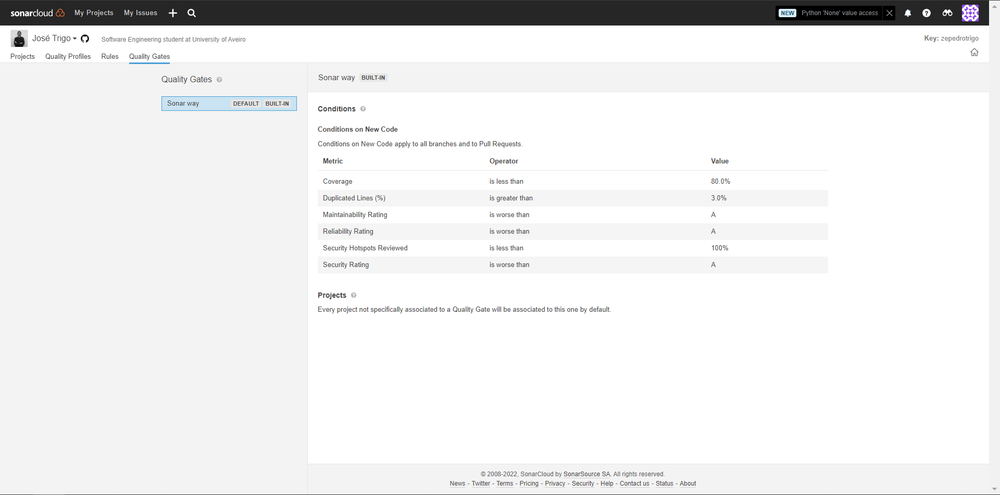 sonarcloud My Projects My Issues NEW Python 'None' value access
José Trigo Software Engineering student at University of Aveiro Key: zepedrotrigo
Projects Quality Profiles Rules Quality Gates
Quality Gates ?
Sonar way DEFAULT BUILT-IN
Sonar way BUILT-IN
Conditions ?
Conditions on New Code
Conditions on New Code apply to all branches and to Pull Requests.
Metric Operator Value
Coverage is less than 80.0%
Duplicated Lines (%) is greater than 3.0%
Maintainability Rating is worse than A
Reliability Rating is worse than A
Security Hotspots Reviewed is less than 100%
Security Rating is worse than A
Projects ?
Every project not specifically associated to a Quality Gate will be associated to this one by default.
© 2008-2022, SonarCloud by SonarSource SA. All rights reserved.
News - Twitter - Terms - Pricing - Privacy - Security - Help - Contact us - Status - About